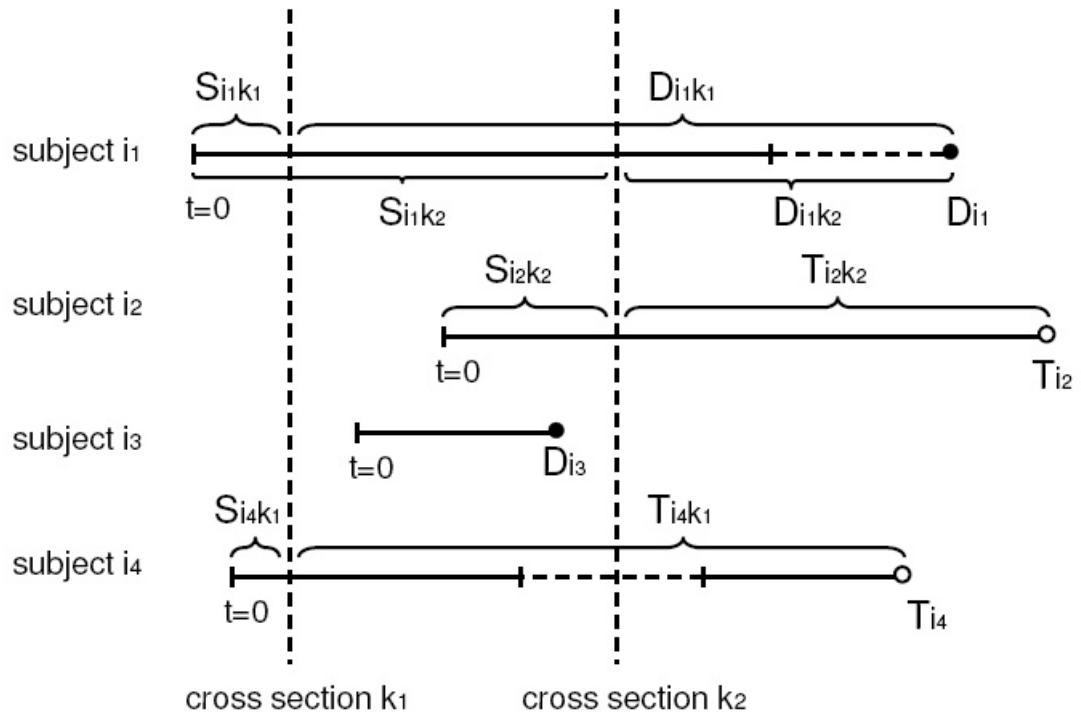 Si₁k₁
Di₁k₁
subject i₁
t=0
Si₁k₂
Di₁k₂
Di₁
Si₂k₂
Ti₂k₂
subject i₂
t=0
Ti₂
subject i₃
t=0
Di₃
Si₄k₁
Ti₄k₁
subject i₄
t=0
Ti₄
cross section k₁
cross section k₂